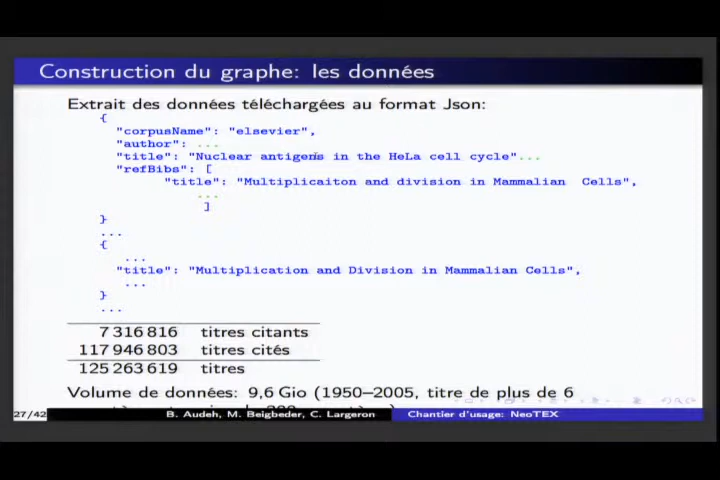 Construction du graphe: les données
Extrait des données téléchargées au format Json:
{
"corpusName": "elsevier",
"author": ...
"title": "Nuclear antigens in the HeLa cell cycle"...
"refBibs": [
"title": "Multiplicaiton and division in Mammalian Cells",
...
]
}
...
{
...
"title": "Multiplication and Division in Mammalian Cells",
...
}
...
7 316 816 titres citants
117 946 803 titres cités
125 263 619 titres
Volume de données: 9,6 Gio (1950–2005, titre de plus de 6
27/42 B. Audeh, M. Beigbeder, C. Largeron Chantier d'usage: NeoTEX